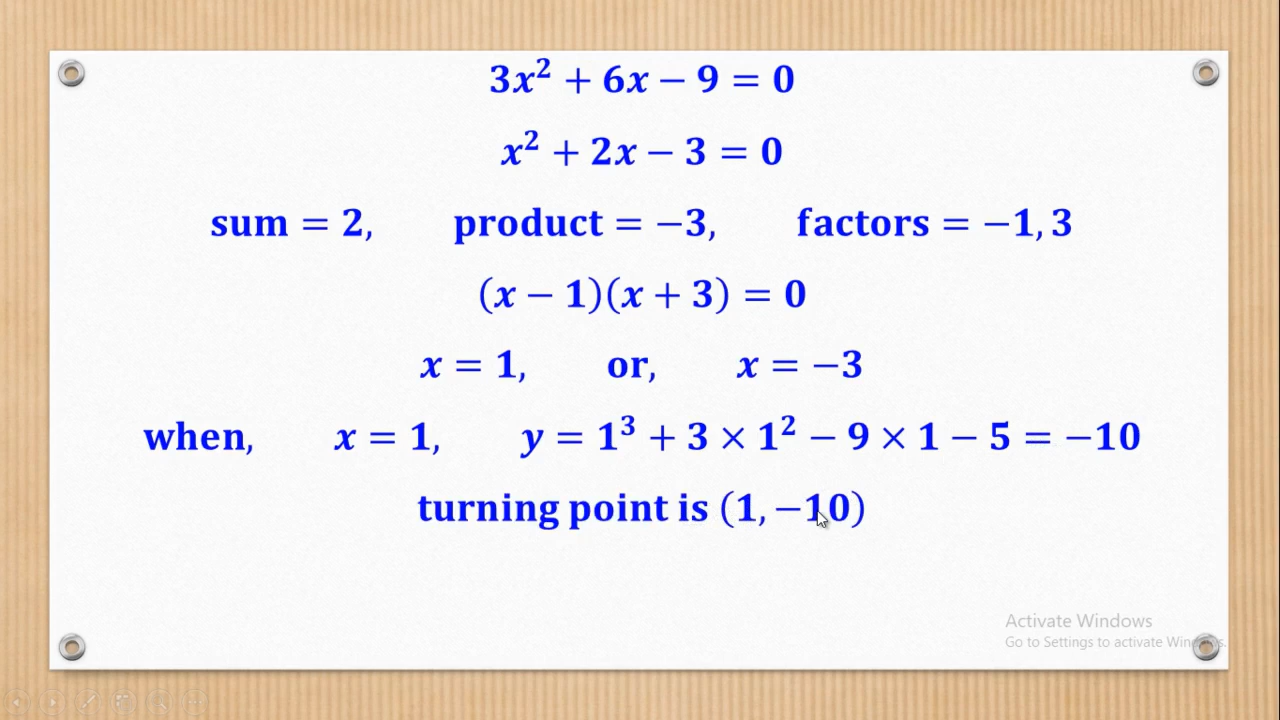 3x² + 6x − 9 = 0
x² + 2x − 3 = 0
sum = 2, product = −3, factors = −1, 3
(x − 1)(x + 3) = 0
x = 1, or, x = −3
when, x = 1, y = 1³ + 3 × 1² − 9 × 1 − 5 = −10
turning point is (1, −10)
Activate Windows
Go to Settings to activate Windows.